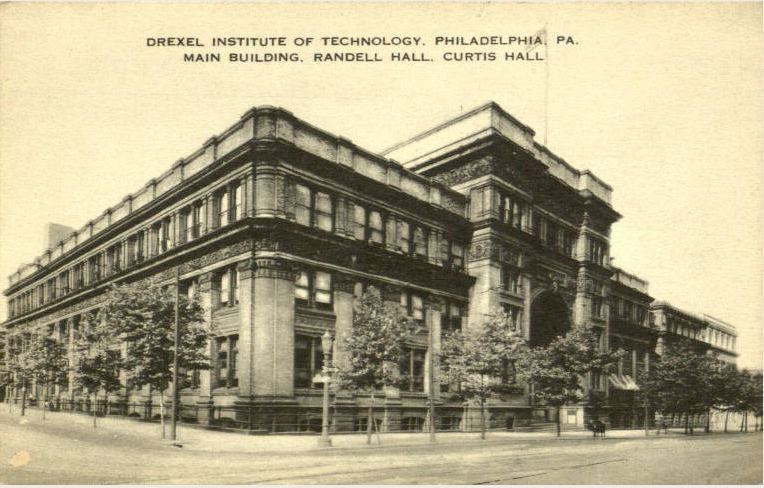 DREXEL INSTITUTE OF TECHNOLOGY, PHILADELPHIA, PA.
MAIN BUILDING, RANDELL HALL, CURTIS HALL